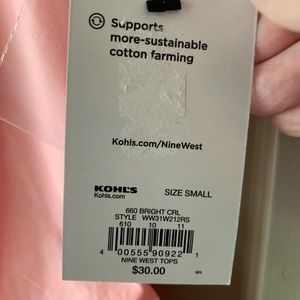 Supports
more-sustainable
cotton farming
Kohls.com/NineWest
KOHL'S SIZE SMALL
Kohls.com
660 BRIGHT CRL
STYLE WW31W212RS
610 10 11
4 00555 90922 1
NINE WEST TOPS
$30.00